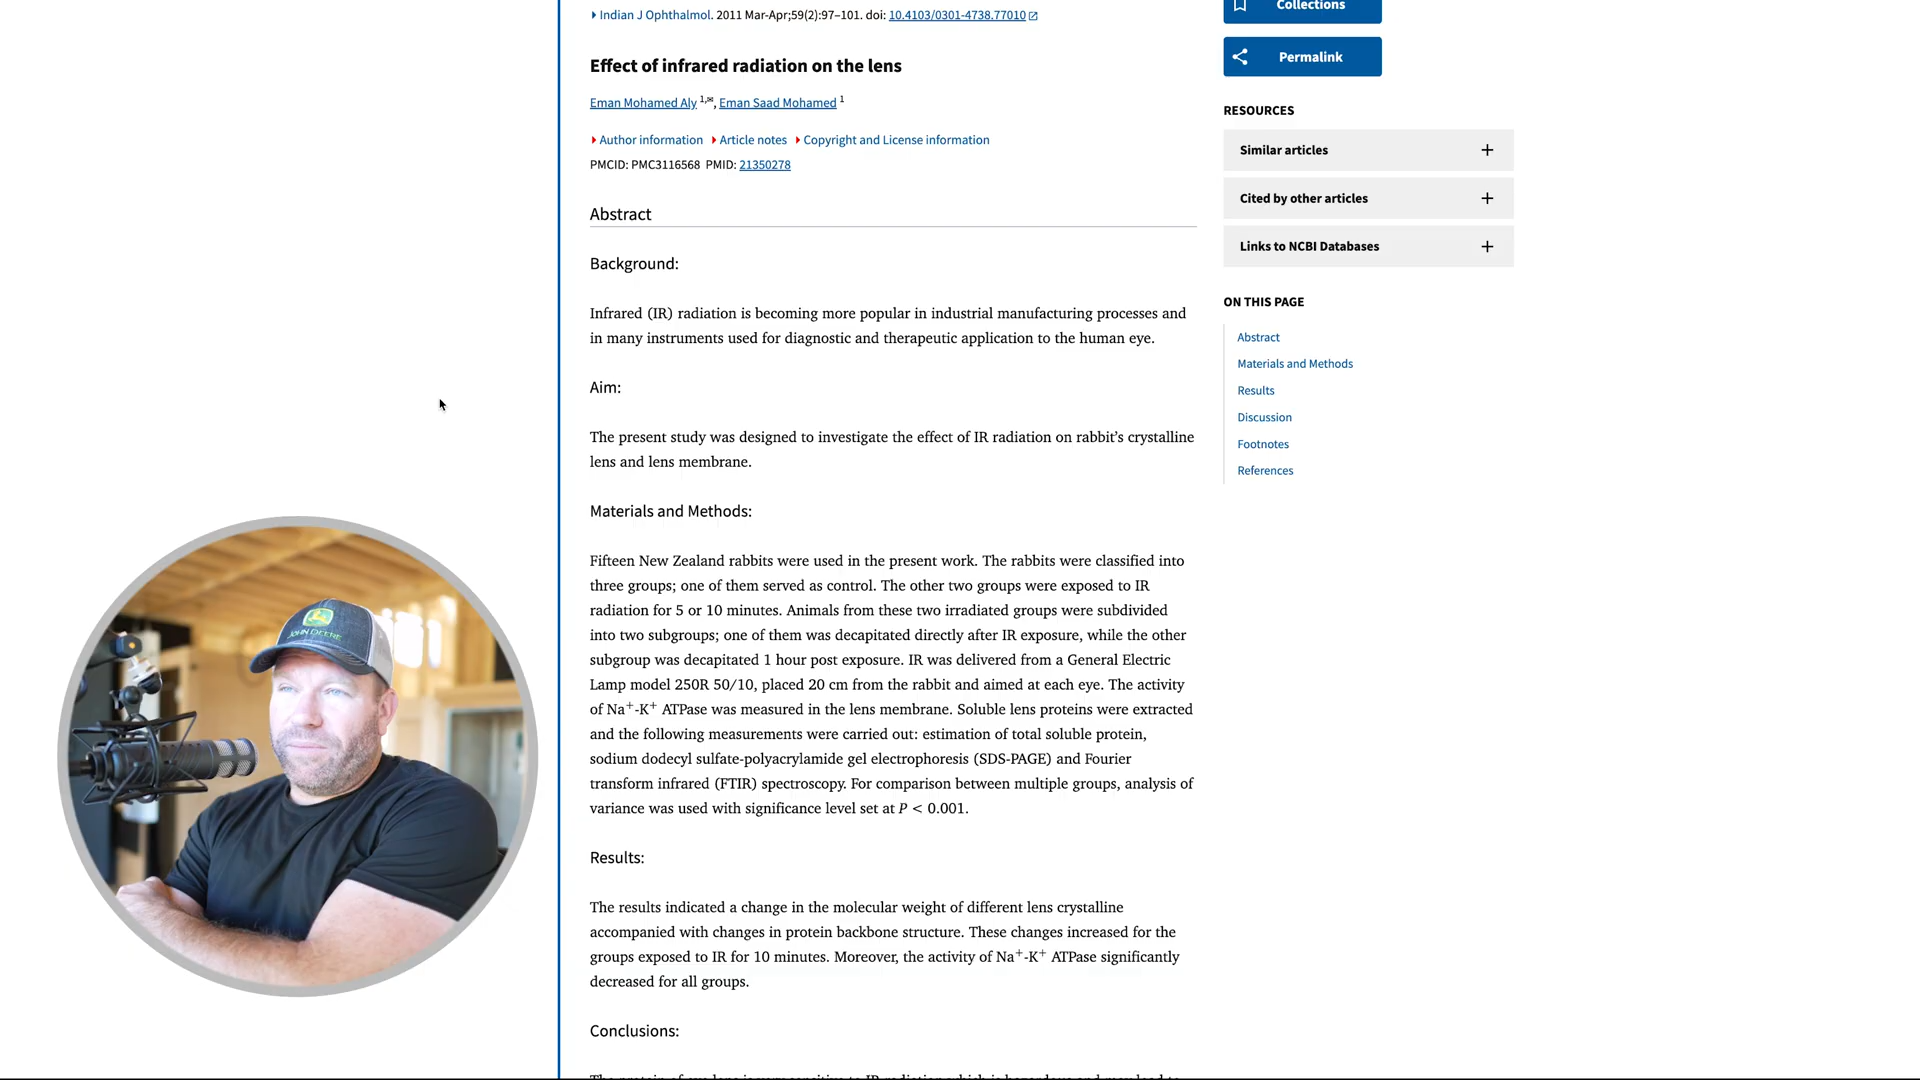 Indian J Ophthalmol. 2011 Mar-Apr;59(2):97–101. doi: 10.4103/0301-4738.77010
Effect of infrared radiation on the lens
Eman Mohamed Aly 1,✉, Eman Saad Mohamed 1
Author information Article notes Copyright and License information
PMCID: PMC3116568 PMID: 21350278
Abstract
Background:
Infrared (IR) radiation is becoming more popular in industrial manufacturing processes and
in many instruments used for diagnostic and therapeutic application to the human eye.
Aim:
The present study was designed to investigate the effect of IR radiation on rabbit's crystalline
lens and lens membrane.
Materials and Methods:
Fifteen New Zealand rabbits were used in the present work. The rabbits were classified into
three groups; one of them served as control. The other two groups were exposed to IR
radiation for 5 or 10 minutes. Animals from these two irradiated groups were subdivided
into two subgroups; one of them was decapitated directly after IR exposure, while the other
subgroup was decapitated 1 hour post exposure. IR was delivered from a General Electric
Lamp model 250R 50/10, placed 20 cm from the rabbit and aimed at each eye. The activity
of Na+-K+ ATPase was measured in the lens membrane. Soluble lens proteins were extracted
and the following measurements were carried out: estimation of total soluble protein,
sodium dodecyl sulfate-polyacrylamide gel electrophoresis (SDS-PAGE) and Fourier
transform infrared (FTIR) spectroscopy. For comparison between multiple groups, analysis of
variance was used with significance level set at P < 0.001.
Results:
The results indicated a change in the molecular weight of different lens crystalline
accompanied with changes in protein backbone structure. These changes increased for the
groups exposed to IR for 10 minutes. Moreover, the activity of Na+-K+ ATPase significantly
decreased for all groups.
Conclusions:
Collections
Permalink
RESOURCES
Similar articles
Cited by other articles
Links to NCBI Databases
ON THIS PAGE
Abstract
Materials and Methods
Results
Discussion
Footnotes
References
JOHN DEERE